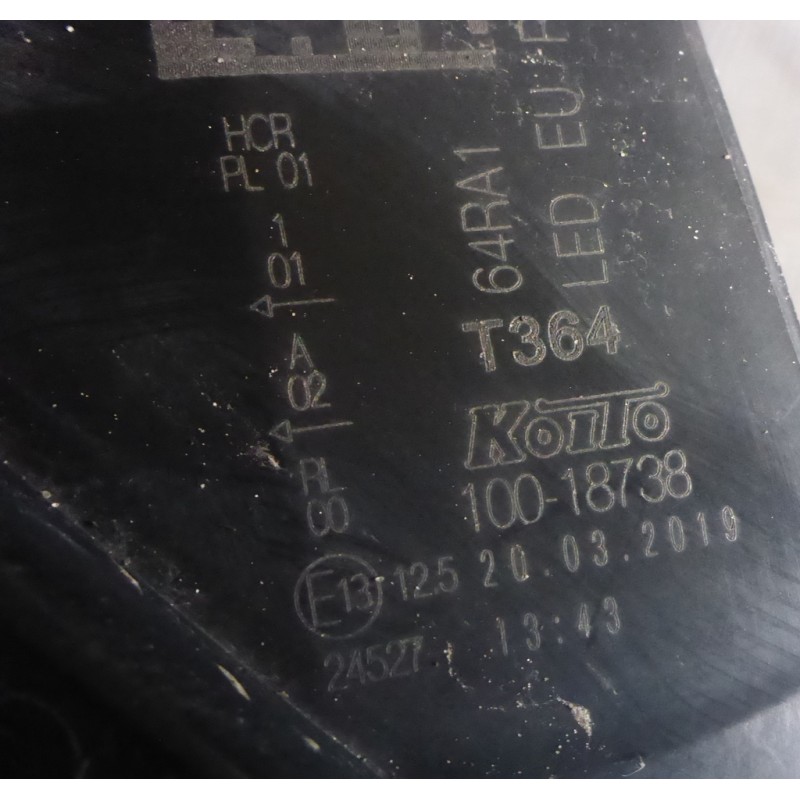 HCR
PL 01
1
01
A
02
RL
00
E13 12.5
24527
64RA1
LED EU
T364
KOITO
100-18738
20.03.2019
13:43